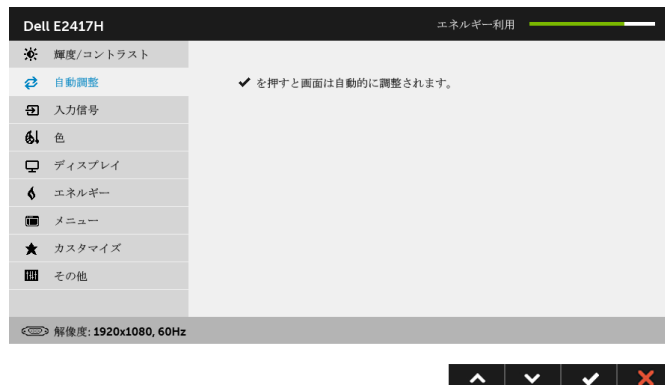 Dell E2417H
エネルギー利用
輝度/コントラスト
自動調整
✔ を押すと画面は自動的に調整されます。
入力信号
色
ディスプレイ
エネルギー
メニュー
カスタマイズ
その他
解像度: 1920x1080, 60Hz